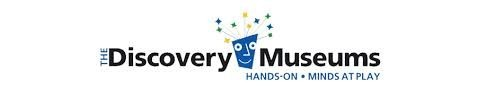 THE Discovery Museums
HANDS-ON • MINDS AT PLAY